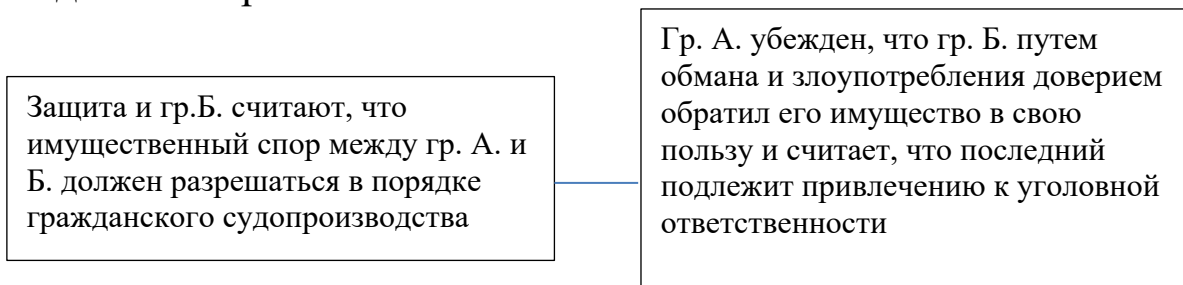 Защита и гр.Б. считают, что
имущественный спор между гр. А. и
Б. должен разрешаться в порядке
гражданского судопроизводства
Гр. А. убежден, что гр. Б. путем
обмана и злоупотребления доверием
обратил его имущество в свою
пользу и считает, что последний
подлежит привлечению к уголовной
ответственности